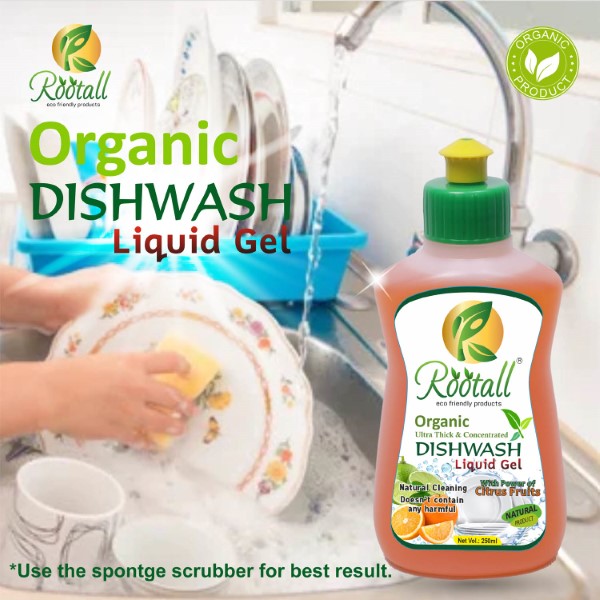 Rootall
eco friendly products
ORGANIC
PRODUCT
Organic
DISHWASH
Liquid Gel
Rootall®
eco friendly products
Organic
Ultra Thick & Concentrated
DISHWASH
Liquid Gel
Natural Cleaning
Doesn't contain
any harmful
With Power of
Citrus Fruits
NATURAL
PRODUCT
Net Vol.: 250ml
*Use the spontge scrubber for best result.